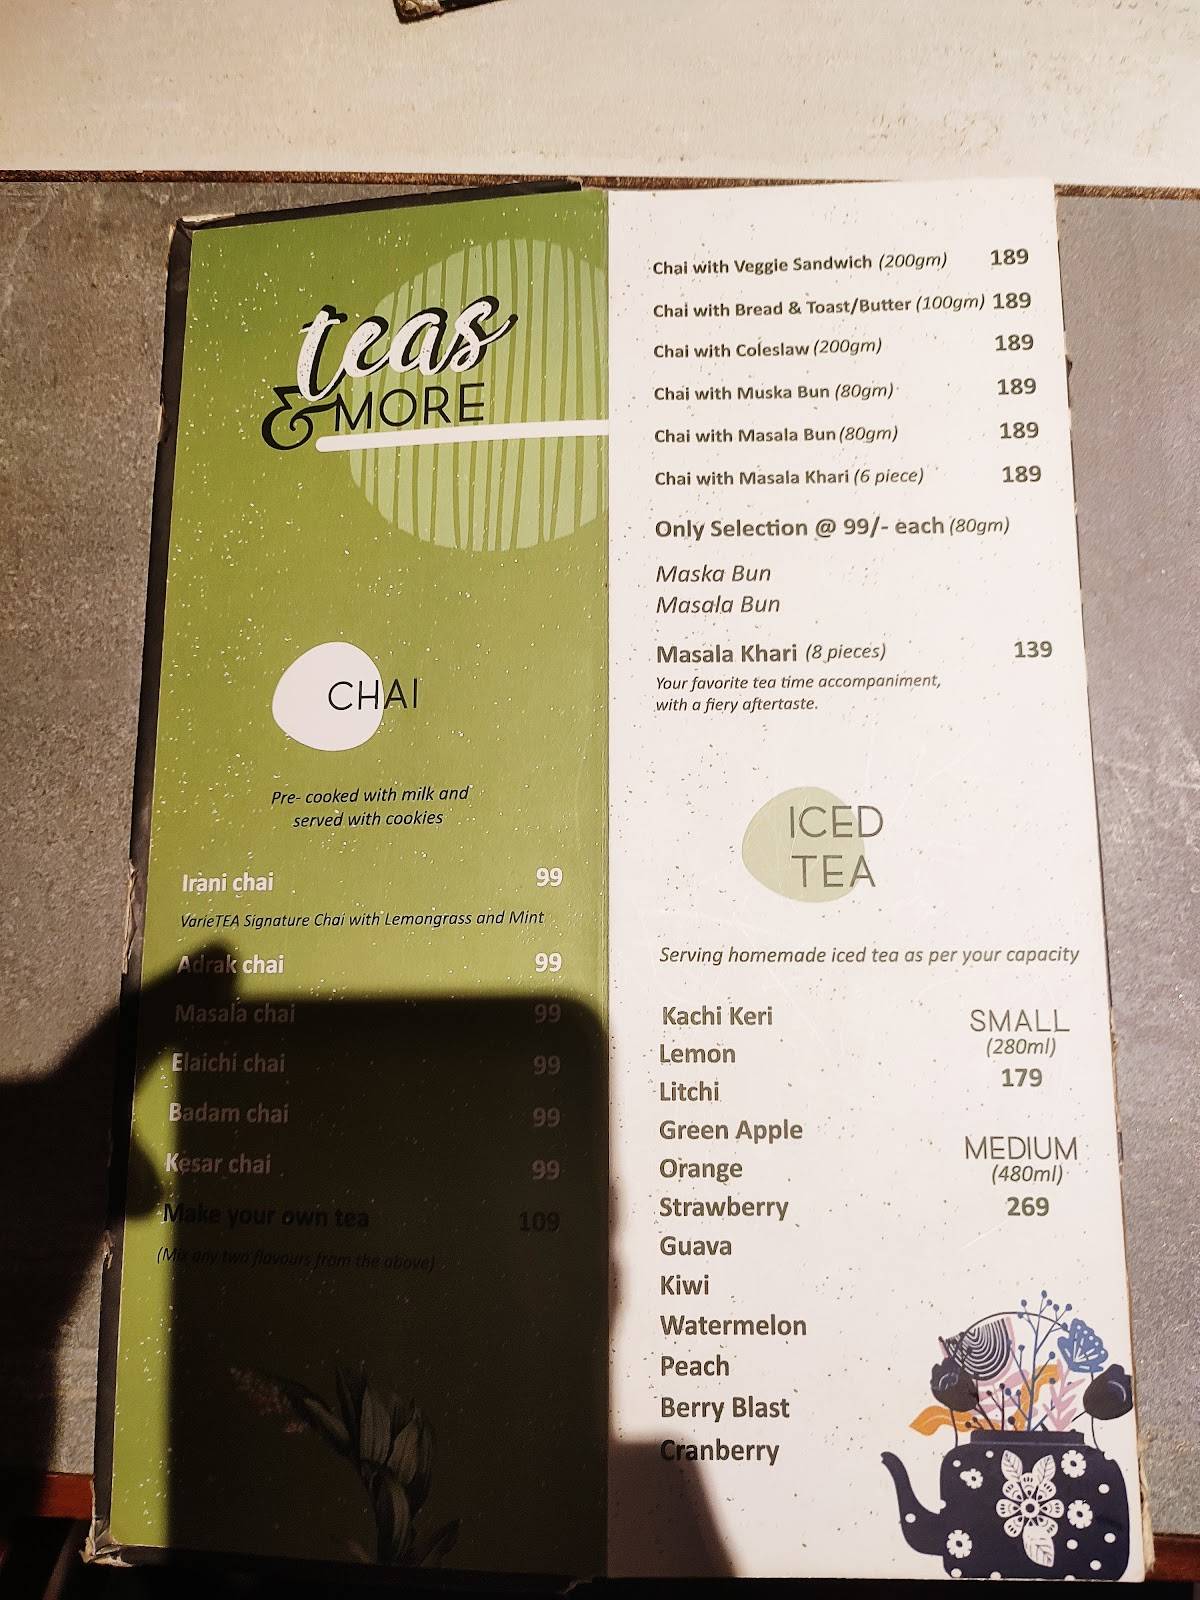 teas
& MORE
CHAI
Pre- cooked with milk and
served with cookies
Irani chai 99
VarieTEA Signature Chai with Lemongrass and Mint
Adrak chai 99
Masala chai 99
Elaichi chai 99
Badam chai 99
Kesar chai 99
Make your own tea 109
(Mix any two flavours from the above)
Chai with Veggie Sandwich (200gm) 189
Chai with Bread & Toast/Butter (100gm) 189
Chai with Coleslaw (200gm) 189
Chai with Muska Bun (80gm) 189
Chai with Masala Bun (80gm) 189
Chai with Masala Khari (6 piece) 189
Only Selection @ 99/- each (80gm)
Maska Bun
Masala Bun
Masala Khari (8 pieces) 139
Your favorite tea time accompaniment,
with a fiery aftertaste.
ICED
TEA
Serving homemade iced tea as per your capacity
Kachi Keri
Lemon
Litchi
Green Apple
Orange
Strawberry
Guava
Kiwi
Watermelon
Peach
Berry Blast
Cranberry
SMALL
(280ml)
179
MEDIUM
(480ml)
269